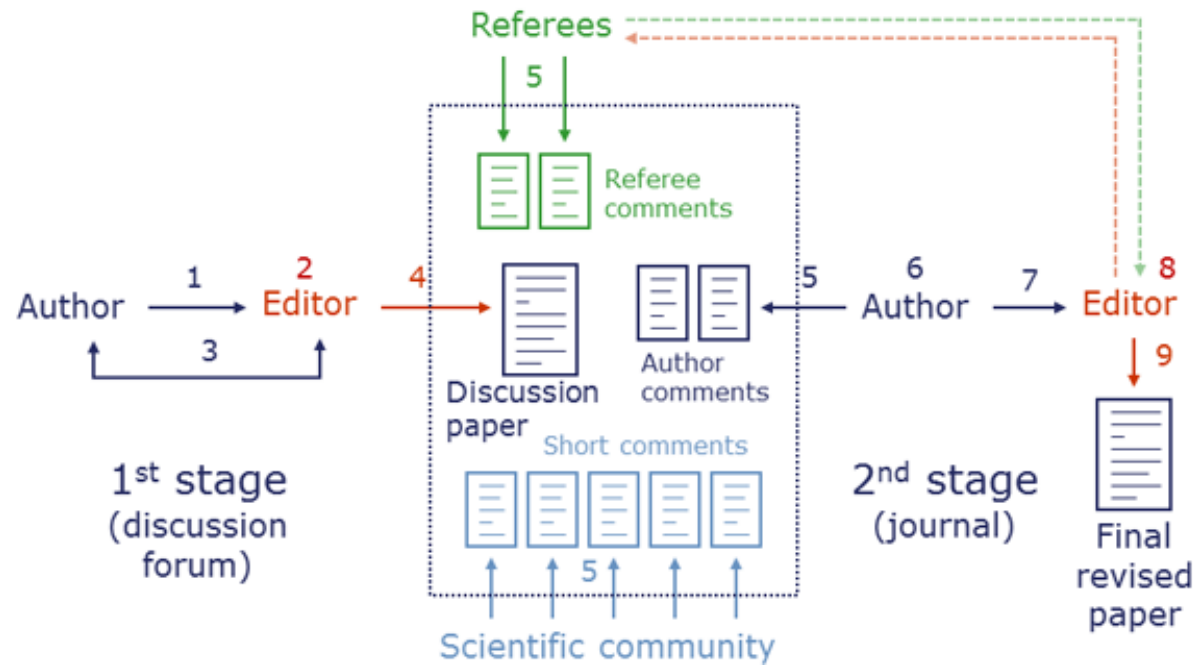 Referees
5
Referee
comments
1
2
4
5
6
7
8
Author
Editor
Author
Editor
3
9
Author
comments
Discussion
paper
Short comments
1st stage
(discussion
forum)
2nd stage
(journal)
Final
revised
paper
5
Scientific community